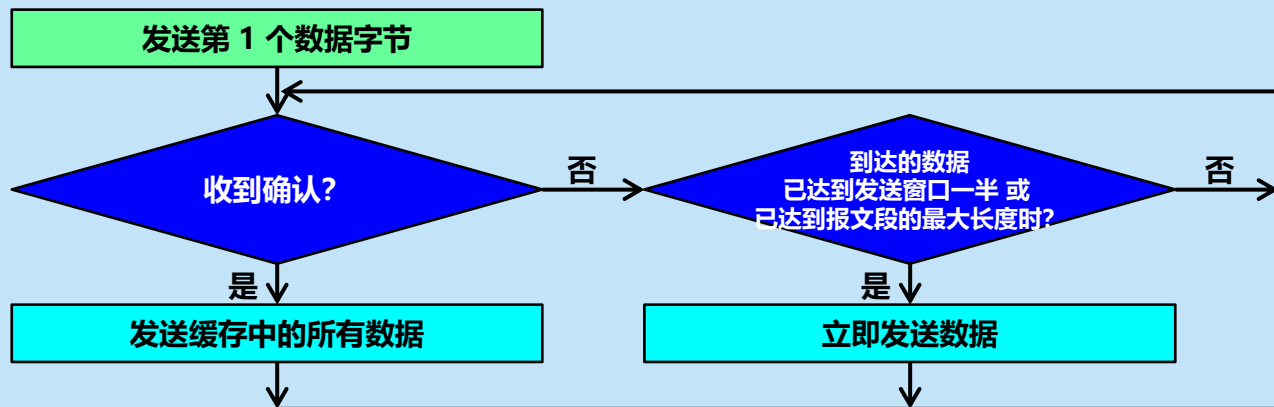 发送第 1 个数据字节
收到确认？
否
到达的数据
已达到发送窗口一半 或
已达到报文段的最大长度时？
否
是
是
发送缓存中的所有数据
立即发送数据